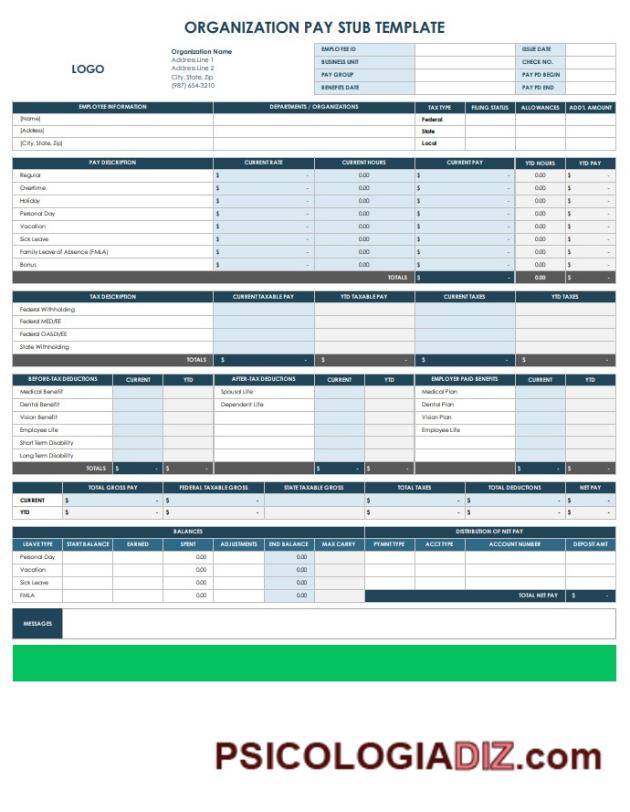 ORGANIZATION PAY STUB TEMPLATE
LOGO
Organization Name
Address Line 1
Address Line 2
City, State, Zip
(987) 654-3210
EMPLOYEE ID ISSUE DATE
BUSINESS UNIT CHECK NO.
PAY GROUP PAY PD BEGIN
BENEFITS DATE PAY PD END
EMPLOYEE INFORMATION DEPARTMENTS / ORGANIZATIONS TAX TYPE FILING STATUS ALLOWANCES ADD'L AMOUNT
[Name] Federal
[Address] State
[City, State, Zip] Local
PAY DESCRIPTION CURRENT RATE CURRENT HOURS CURRENT PAY YTD HOURS YTD PAY
Regular $ - 0.00 $ - 0.00 $ -
Overtime $ - 0.00 $ - 0.00 $ -
Holiday $ - 0.00 $ - 0.00 $ -
Personal Day $ - 0.00 $ - 0.00 $ -
Vacation $ - 0.00 $ - 0.00 $ -
Sick Leave $ - 0.00 $ - 0.00 $ -
Family Leave of Absence (FMLA) $ - 0.00 $ - 0.00 $ -
Bonus $ - 0.00 $ - 0.00 $ -
TOTALS $ - 0.00 $ -
TAX DESCRIPTION CURRENT TAXABLE PAY YTD TAXABLE PAY CURRENT TAXES YTD TAXES
Federal Withholding
Federal MED/EE
Federal OASDI/EE
State Withholding
TOTALS $ - $ - $ - $ -
BEFORE-TAX DEDUCTIONS CURRENT YTD AFTER-TAX DEDUCTIONS CURRENT YTD EMPLOYER PAID BENEFITS CURRENT YTD
Medical Benefit Spousal Life Medical Plan
Dental Benefit Dependent Life Dental Plan
Vision Benefit Vision Plan
Employee Life Employee Life
Short Term Disability
Long Term Disability
TOTALS $ - $ - $ - $ - $ - $ -
TOTAL GROSS PAY FEDERAL TAXABLE GROSS STATE TAXABLE GROSS TOTAL TAXES TOTAL DEDUCTIONS NET PAY
CURRENT $ - $ - $ - $ - $ -
YTD $ - $ - $ - $ - $ -
BALANCES DISTRIBUTION OF NET PAY
LEAVE TYPE START BALANCE EARNED SPENT ADJUSTMENTS END BALANCE MAX CARRY PYMNT TYPE ACCT TYPE ACCOUNT NUMBER DEPOSIT AMT
Personal Day 0.00 0.00
Vacation 0.00 0.00
Sick Leave 0.00 0.00
FMLA 0.00 0.00 TOTAL NET PAY $ -
MESSAGES
PSICOLOGIADIZ.com